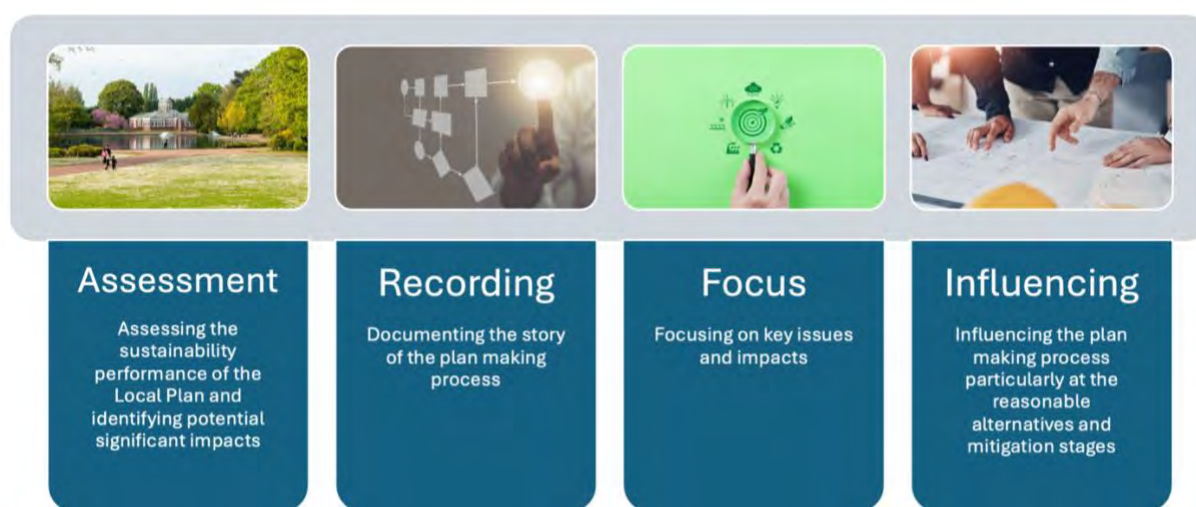 Assessment
Assessing the
sustainability
performance of the
Local Plan and
identifying potential
significant impacts
Recording
Documenting the story
of the plan making
process
Focus
Focusing on key issues
and impacts
Influencing
Influencing the plan
making process
particularly at the
reasonable
alternatives and
mitigation stages